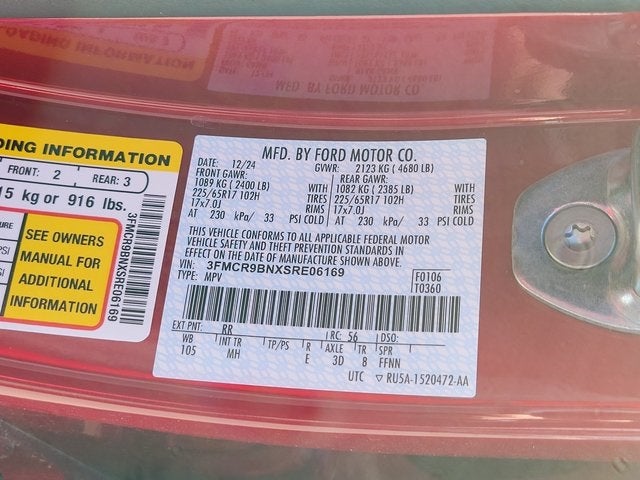 DING INFORMATION
FRONT: 2 REAR: 3
15 kg or 916 lbs.
SEE OWNERS
MANUAL FOR
ADDITIONAL
INFORMATION
3FMCR9BNXSRE06169
MFD. BY FORD MOTOR CO.
DATE: 12/24 GVWR: 2123 KG ( 4680 LB)
FRONT GAWR: REAR GAWR:
1089 KG ( 2400 LB) WITH 1082 KG ( 2385 LB) WITH
225/65R17 102H TIRES 225/65R17 102H TIRES
17x7.0J RIMS 17x7.0J RIMS
AT 230 kPa/ 33 PSI COLD AT 230 kPa/ 33 PSI COLD
THIS VEHICLE CONFORMS TO ALL APPLICABLE FEDERAL MOTOR
VEHICLE SAFETY AND THEFT PREVENTION STANDARDS IN
EFFECT ON THE DATE OF MANUFACTURE SHOWN ABOVE.
VIN: 3FMCR9BNXSRE06169
TYPE: MPV
F0106
T0360
EXT PNT: RR RC: 56 DSO:
WB INT TR TP/PS R AXLE TR SPR
105 MH E 3D 8 FFNN
UTC ▽ RU5A-1520472-AA